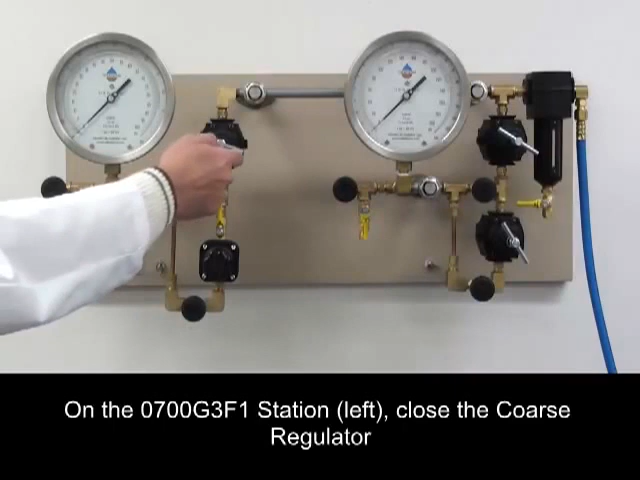 On the 0700G3F1 Station (left), close the Coarse
Regulator